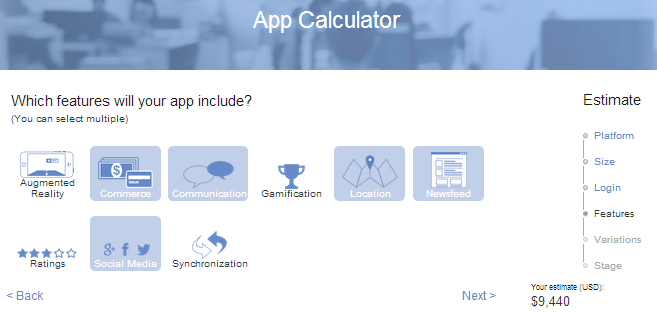 App Calculator
Which features will your app include?
(You can select multiple)
Augmented
Reality
Commerce
Communication
Gamification
Location
Newsfeed
Ratings
Social Media
Synchronization
< Back
Next >
Estimate
Platform
Size
Login
Features
Variations
Stage
Your estimate (USD):
$9,440